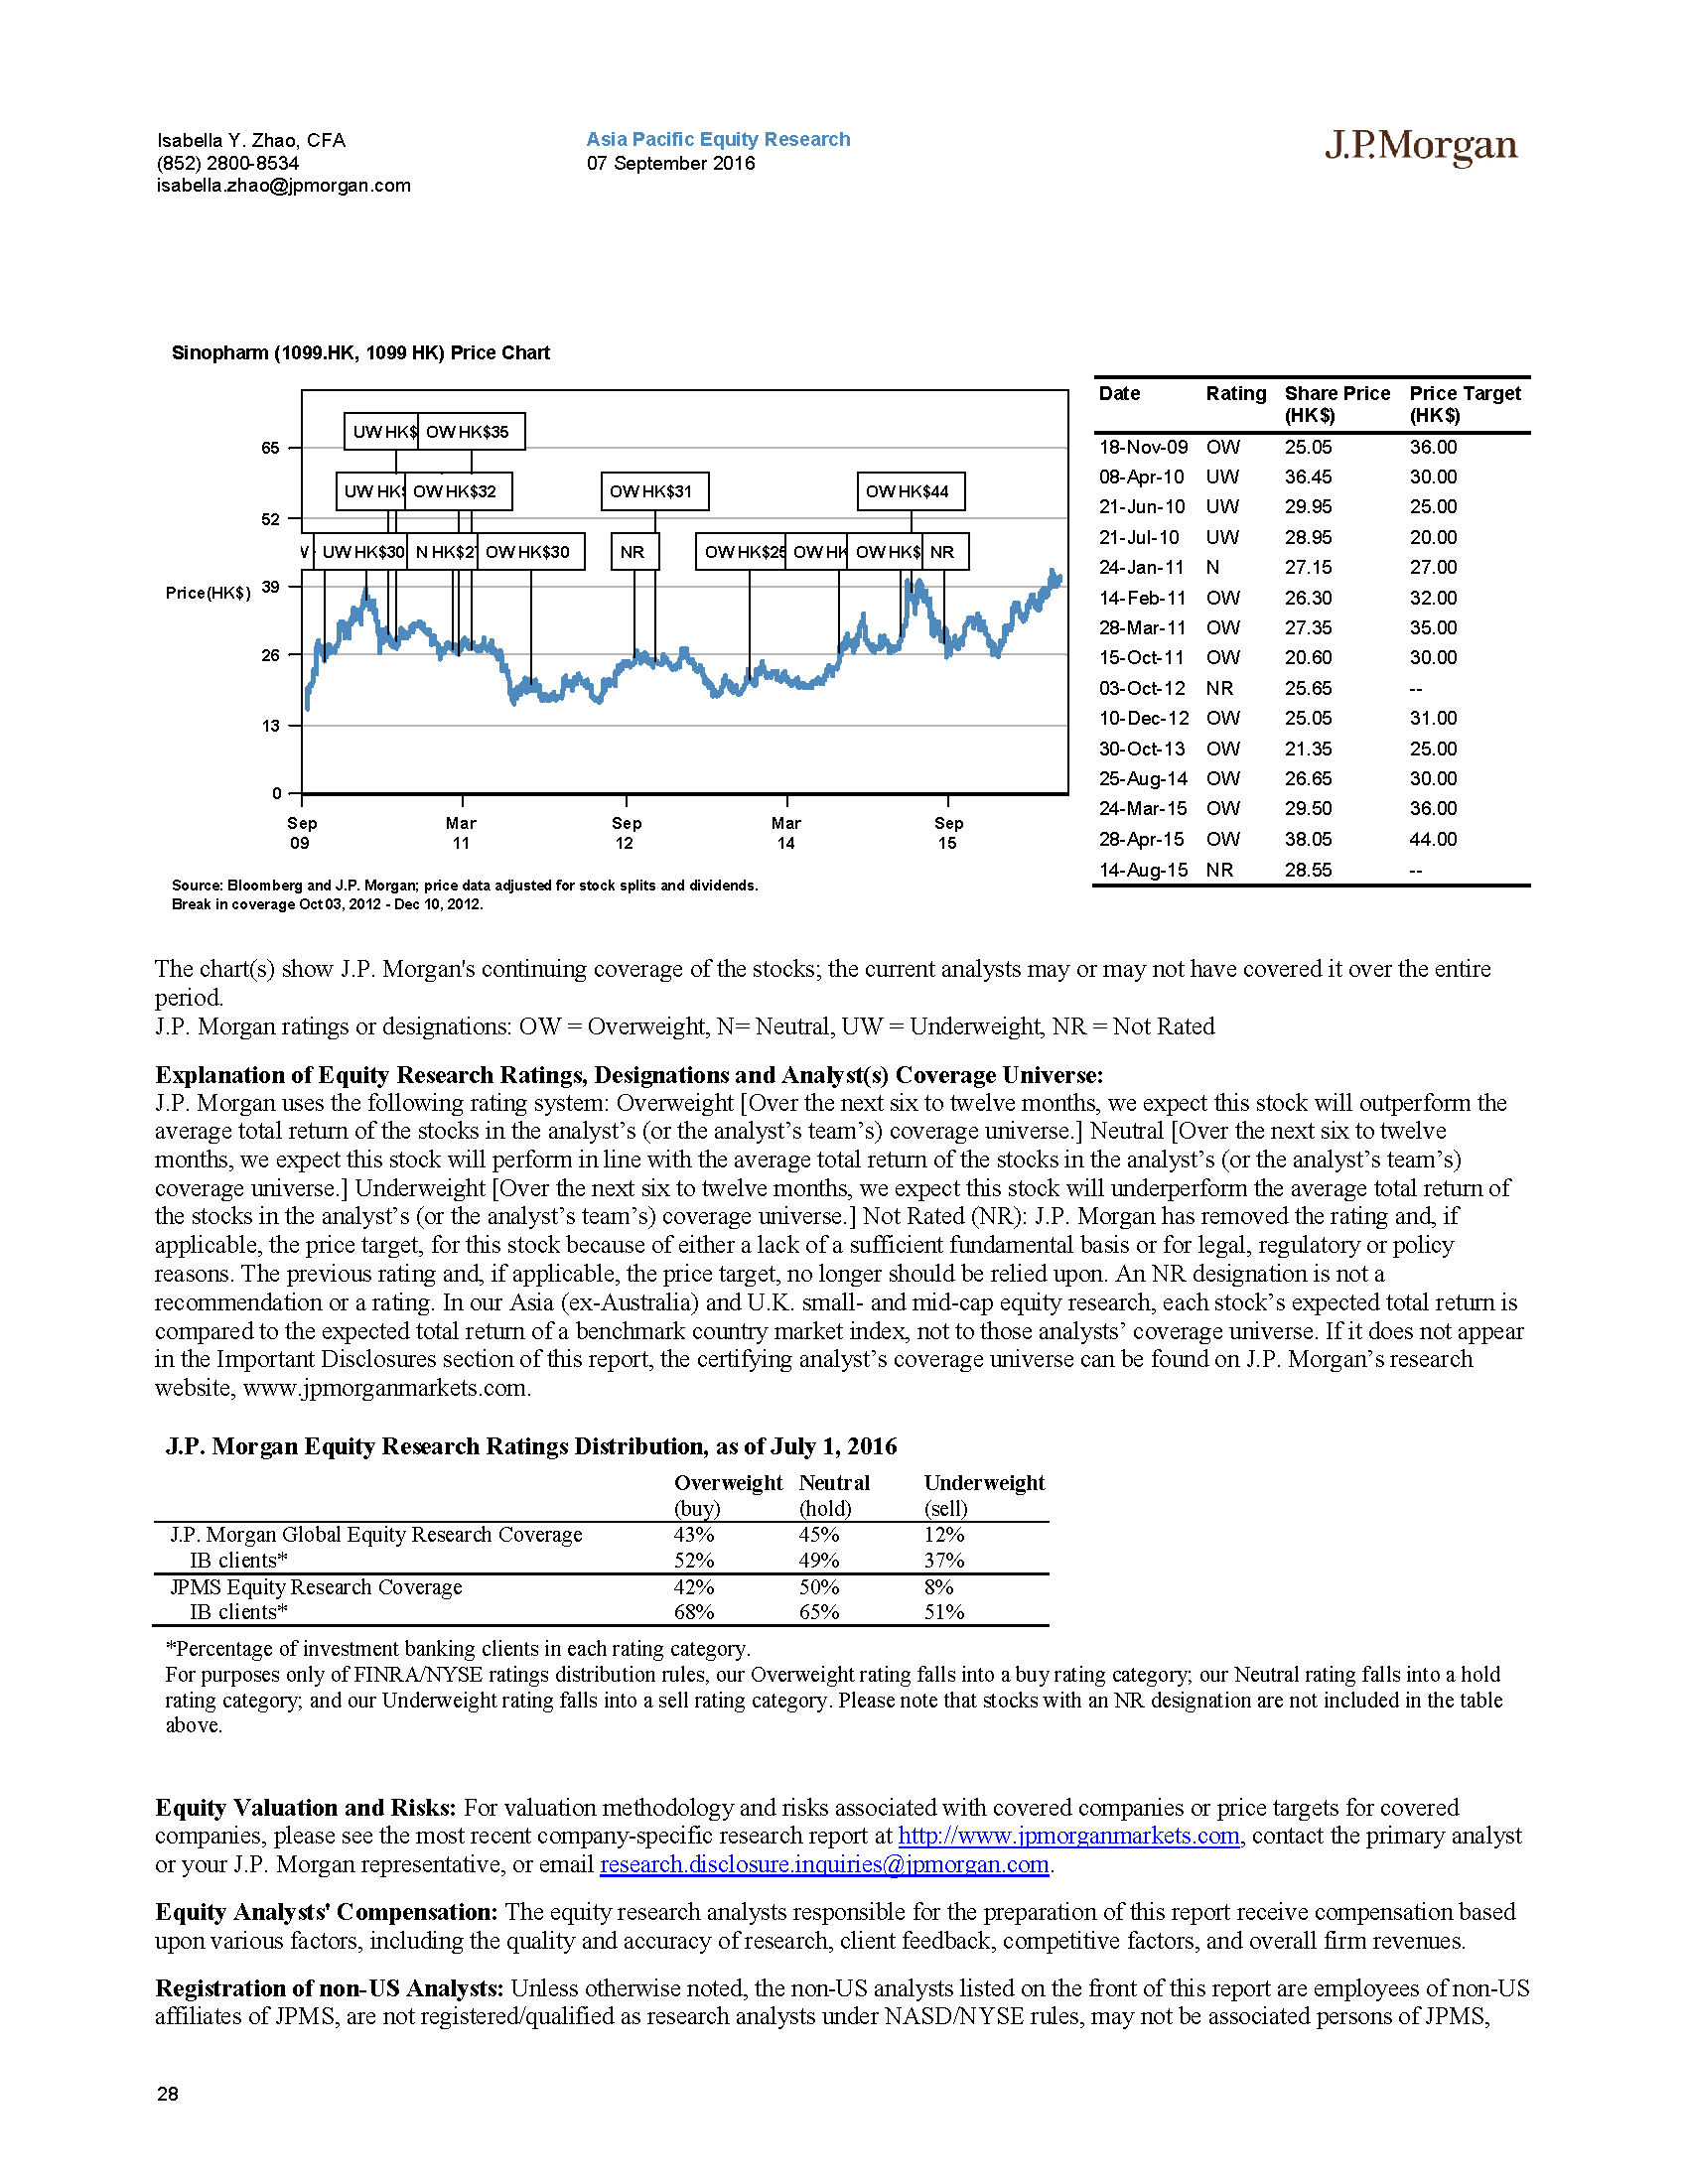 Isabella Y. Zhao, CFA
(852) 2800-8534
isabella.zhao@jpmorgan.com
Asia Pacific Equity Research
07 September 2016
J.P.Morgan
Sinopharm (1099.HK, 1099 HK) Price Chart
UW HK$ OW HK$35
65
UW HK$ OW HK$32 OW HK$31 OW HK$44
52
UW HK$30 N HK$27 OW HK$30 NR OW HK$25 OW HK OW HK$ NR
Price(HK$) 39
26
13
0
Sep Mar Sep Mar Sep
09 11 12 14 15
Source: Bloomberg and J.P. Morgan; price data adjusted for stock splits and dividends.
Break in coverage Oct 03, 2012 - Dec 10, 2012.
Date Rating Share Price Price Target
(HK$) (HK$)
18-Nov-09 OW 25.05 36.00
08-Apr-10 UW 36.45 30.00
21-Jun-10 UW 29.95 25.00
21-Jul-10 UW 28.95 20.00
24-Jan-11 N 27.15 27.00
14-Feb-11 OW 26.30 32.00
28-Mar-11 OW 27.35 35.00
15-Oct-11 OW 20.60 30.00
03-Oct-12 NR 25.65 --
10-Dec-12 OW 25.05 31.00
30-Oct-13 OW 21.35 25.00
25-Aug-14 OW 26.65 30.00
24-Mar-15 OW 29.50 36.00
28-Apr-15 OW 38.05 44.00
14-Aug-15 NR 28.55 --
The chart(s) show J.P. Morgan's continuing coverage of the stocks; the current analysts may or may not have covered it over the entire
period.
J.P. Morgan ratings or designations: OW = Overweight, N= Neutral, UW = Underweight, NR = Not Rated
Explanation of Equity Research Ratings, Designations and Analyst(s) Coverage Universe:
J.P. Morgan uses the following rating system: Overweight [Over the next six to twelve months, we expect this stock will outperform the
average total return of the stocks in the analyst’s (or the analyst’s team’s) coverage universe.] Neutral [Over the next six to twelve
months, we expect this stock will perform in line with the average total return of the stocks in the analyst’s (or the analyst’s team’s)
coverage universe.] Underweight [Over the next six to twelve months, we expect this stock will underperform the average total return of
the stocks in the analyst’s (or the analyst’s team’s) coverage universe.] Not Rated (NR): J.P. Morgan has removed the rating and, if
applicable, the price target, for this stock because of either a lack of a sufficient fundamental basis or for legal, regulatory or policy
reasons. The previous rating and, if applicable, the price target, no longer should be relied upon. An NR designation is not a
recommendation or a rating. In our Asia (ex-Australia) and U.K. small- and mid-cap equity research, each stock’s expected total return is
compared to the expected total return of a benchmark country market index, not to those analysts’ coverage universe. If it does not appear
in the Important Disclosures section of this report, the certifying analyst’s coverage universe can be found on J.P. Morgan’s research
website, www.jpmorganmarkets.com.
J.P. Morgan Equity Research Ratings Distribution, as of July 1, 2016
Overweight Neutral Underweight
(buy) (hold) (sell)
J.P. Morgan Global Equity Research Coverage 43% 45% 12%
IB clients* 52% 49% 37%
JPMS Equity Research Coverage 42% 50% 8%
IB clients* 68% 65% 51%
*Percentage of investment banking clients in each rating category.
For purposes only of FINRA/NYSE ratings distribution rules, our Overweight rating falls into a buy rating category; our Neutral rating falls into a hold
rating category; and our Underweight rating falls into a sell rating category. Please note that stocks with an NR designation are not included in the table
above.
Equity Valuation and Risks: For valuation methodology and risks associated with covered companies or price targets for covered
companies, please see the most recent company-specific research report at http://www.jpmorganmarkets.com, contact the primary analyst
or your J.P. Morgan representative, or email research.disclosure.inquiries@jpmorgan.com.
Equity Analysts' Compensation: The equity research analysts responsible for the preparation of this report receive compensation based
upon various factors, including the quality and accuracy of research, client feedback, competitive factors, and overall firm revenues.
Registration of non-US Analysts: Unless otherwise noted, the non-US analysts listed on the front of this report are employees of non-US
affiliates of JPMS, are not registered/qualified as research analysts under NASD/NYSE rules, may not be associated persons of JPMS,
28